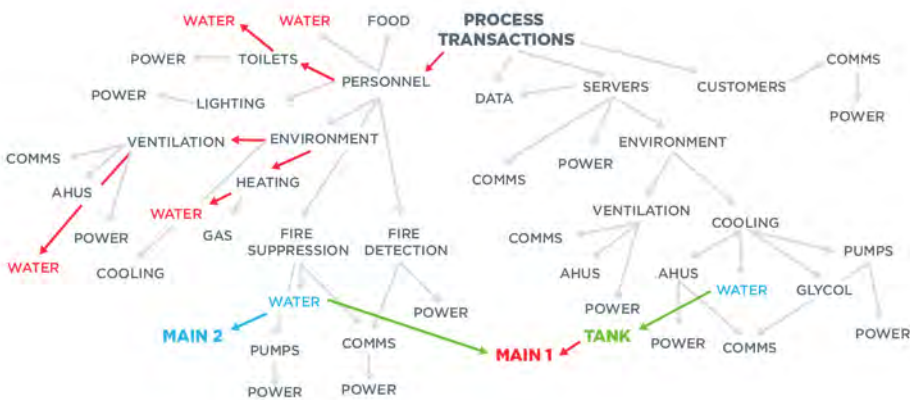 WATER
WATER
FOOD
PROCESS
TRANSACTIONS
POWER
TOILETS
COMMS
PERSONNEL
DATA
SERVERS
CUSTOMERS
POWER
LIGHTING
POWER
VENTILATION
ENVIRONMENT
POWER
ENVIRONMENT
COMMS
COMMS
AHUS
HEATING
WATER
VENTILATION
COOLING
POWER
GAS
FIRE
SUPPRESSION
FIRE
DETECTION
COMMS
PUMPS
WATER
COOLING
AHUS
AHUS
WATER
GLYCOL
WATER
POWER
POWER
MAIN 2
TANK
POWER
COMMS
POWER
PUMPS
COMMS
MAIN 1
POWER
POWER